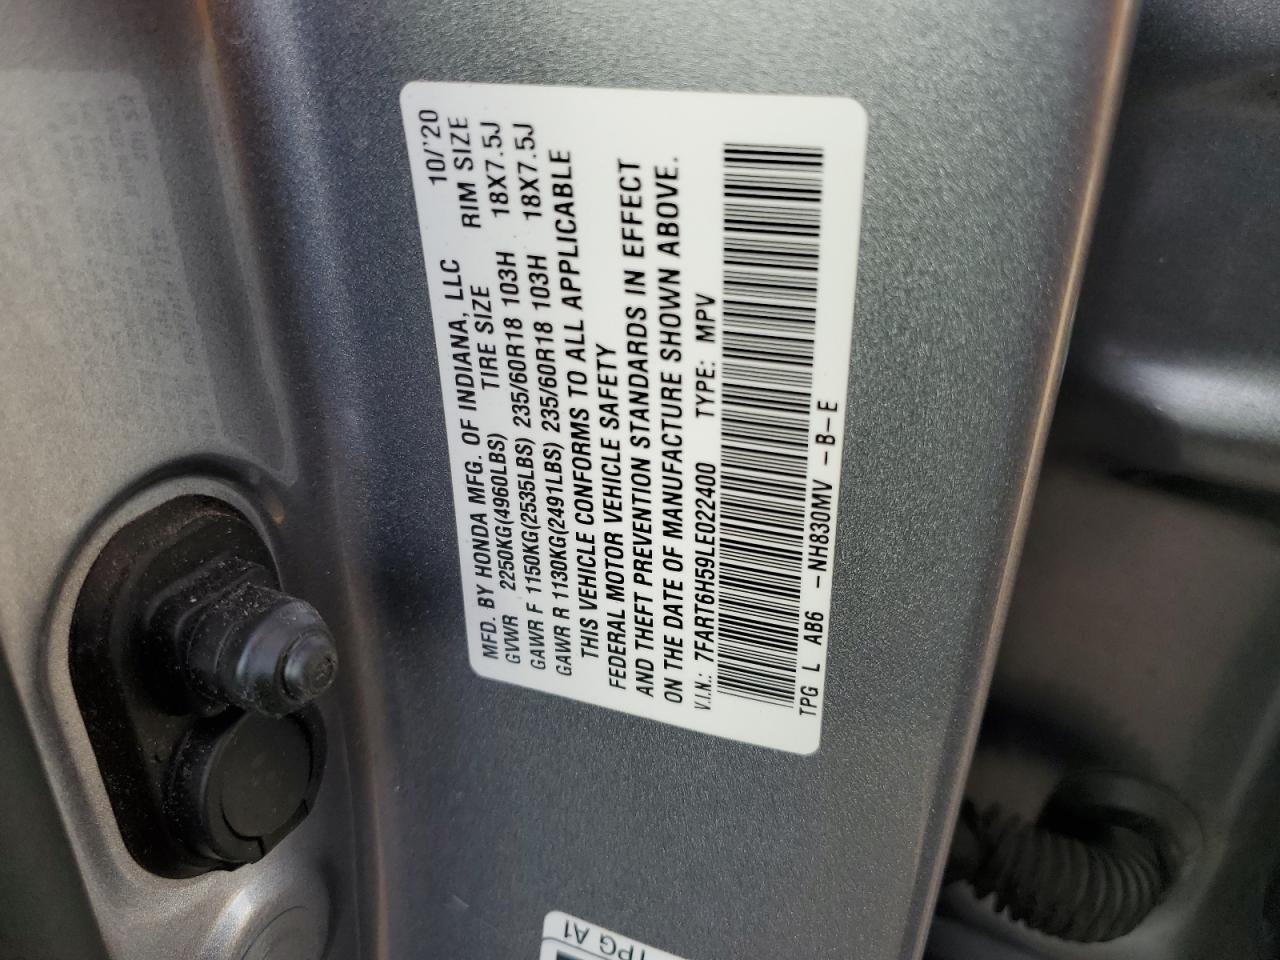 MFD. BY HONDA MFG. OF INDIANA, LLC 10/'20
GVWR 2250KG(4960LBS) TIRE SIZE RIM SIZE
GAWR F 1150KG(2535LBS) 235/60R18 103H 18X7.5J
GAWR R 1130KG(2491LBS) 235/60R18 103H 18X7.5J
THIS VEHICLE CONFORMS TO ALL APPLICABLE
FEDERAL MOTOR VEHICLE SAFETY
AND THEFT PREVENTION STANDARDS IN EFFECT
ON THE DATE OF MANUFACTURE SHOWN ABOVE.
V.I.N.: 7FART6H59LE022400 TYPE: MPV
TPG L AB6 -NH830MV -B-E
TPG A1